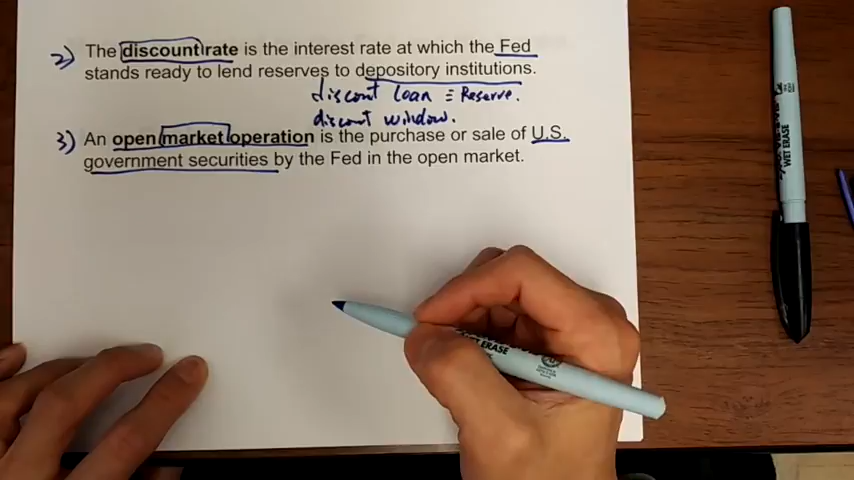 2) The discount rate is the interest rate at which the Fed
stands ready to lend reserves to depository institutions.
discount loan ≡ Reserve.
discount window.
3) An open market operation is the purchase or sale of U.S.
government securities by the Fed in the open market.
WET ERASE
WET ERASE